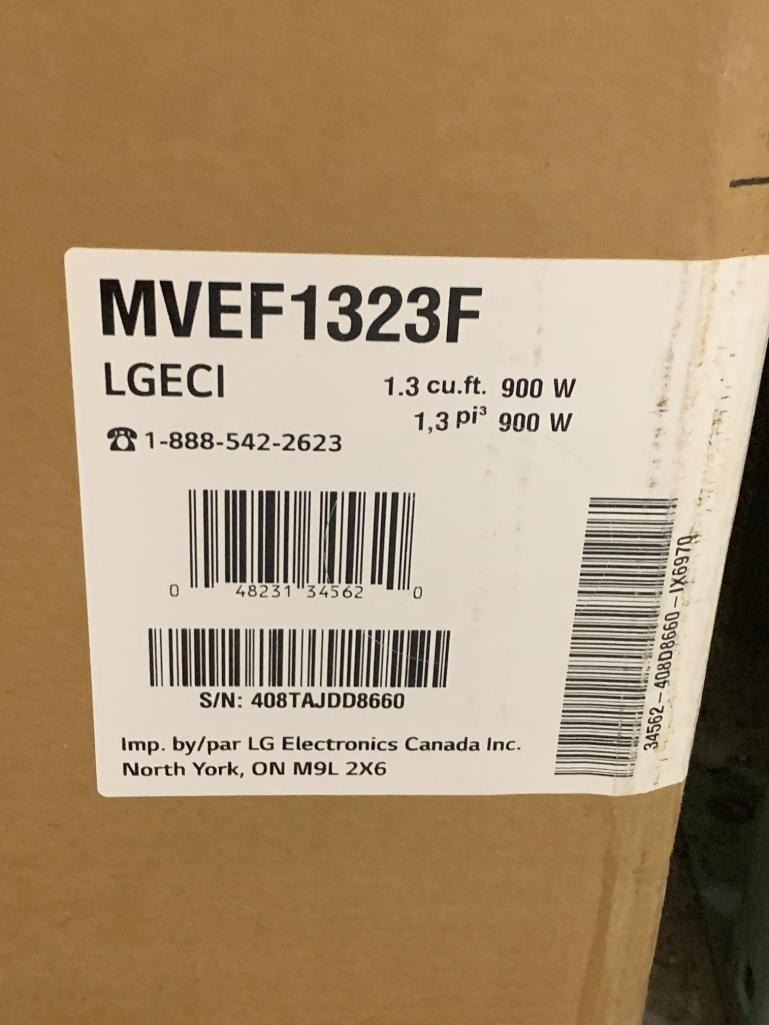 MVEF1323F
LGECI
1.3 cu.ft. 900 W
1,3 pi³ 900 W
☎ 1-888-542-2623
0 48231 34562 0
S/N: 408TAJDD8660
34562-408D8660-IX6970
Imp. by/par LG Electronics Canada Inc.
North York, ON M9L 2X6